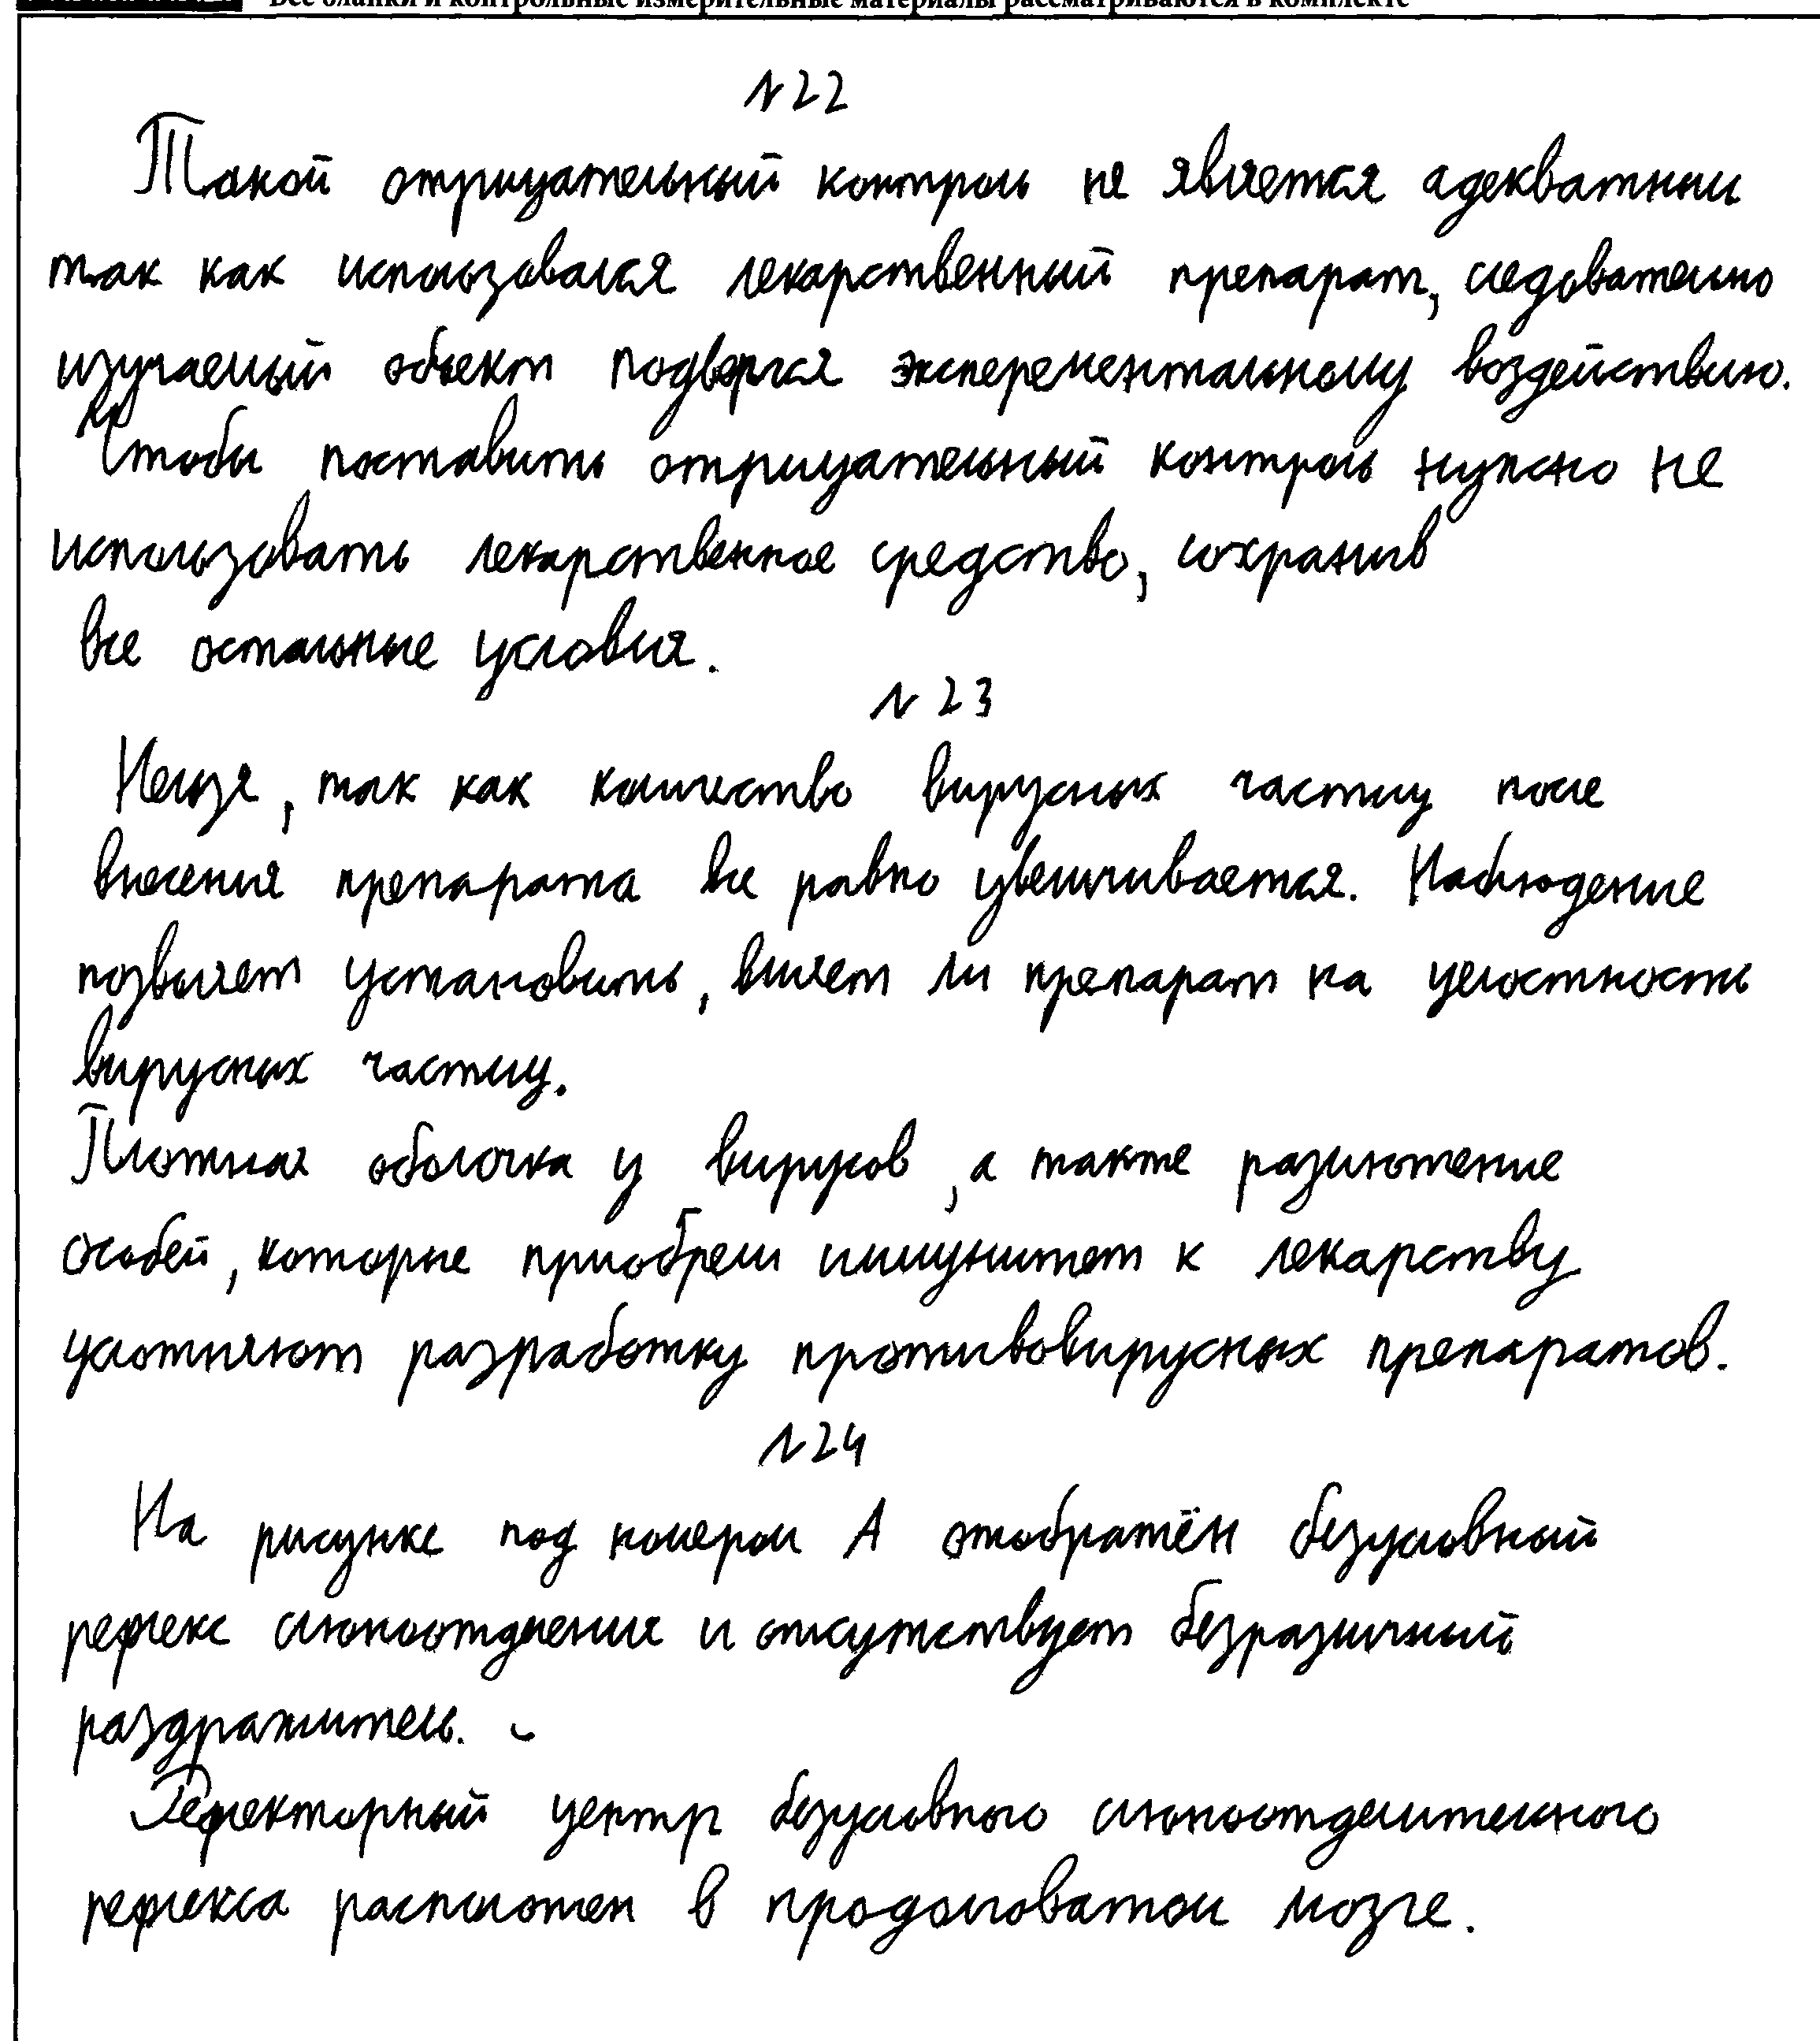 Все бланки и контрольные измерительные материалы рассматриваются в комплекте
№22
Такой отрицательный контроль не является адекватным
так как использовался лекарственный препарат, следовательно
изучаемый объект подвергся эксперементальному воздействию.
Чтобы поставить отрицательный контроль нужно не
использовать лекарственное средство, сохранив
все остальные условия.
№23
Нельзя, так как количество вирусных частиц после
внесения препарата все равно увеличивается. Наблюдение
позволяет установить, влияет ли препарат на целостность
вирусных частиц.
Плотная оболочка у вирусов, а также размножение
особей, которые приобрели иммунитет к лекарству
усложняют разработку противовирусных препаратов.
№24
На рисунке под номером А отображён безусловный
рефлекс слюноотделения и отсутствует безразличный
раздражитель.
Рефлекторный центр безусловного слюноотделительного
рефлекса расположен в продолговатом мозге.